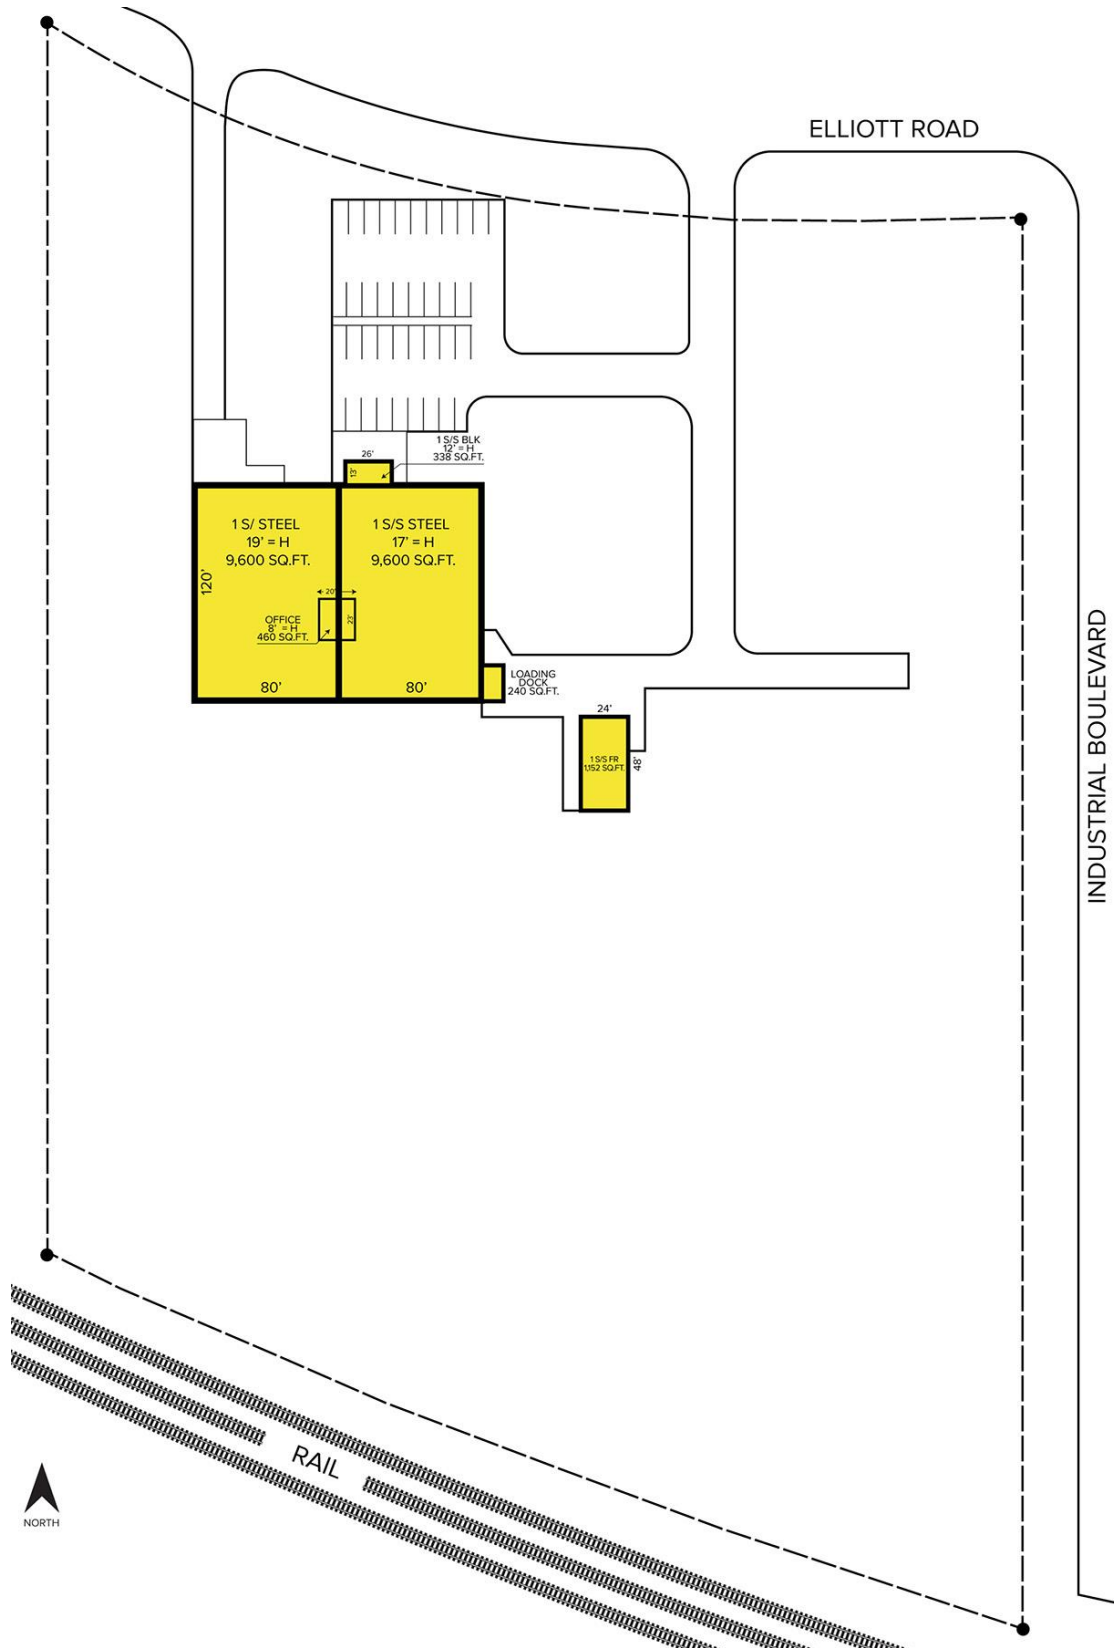 ELLIOTT ROAD
1 S/S BLK
12' = H
338 SQ.FT.
26'
13'
1 S/ STEEL
19' = H
9,600 SQ.FT.
1 S/S STEEL
17' = H
9,600 SQ.FT.
120'
20'
23'
OFFICE
8' = H
460 SQ.FT.
80'
80'
LOADING
DOCK
240 SQ.FT.
24'
1 S/S FR
1,152 SQ.FT.
48'
INDUSTRIAL BOULEVARD
RAIL
NORTH